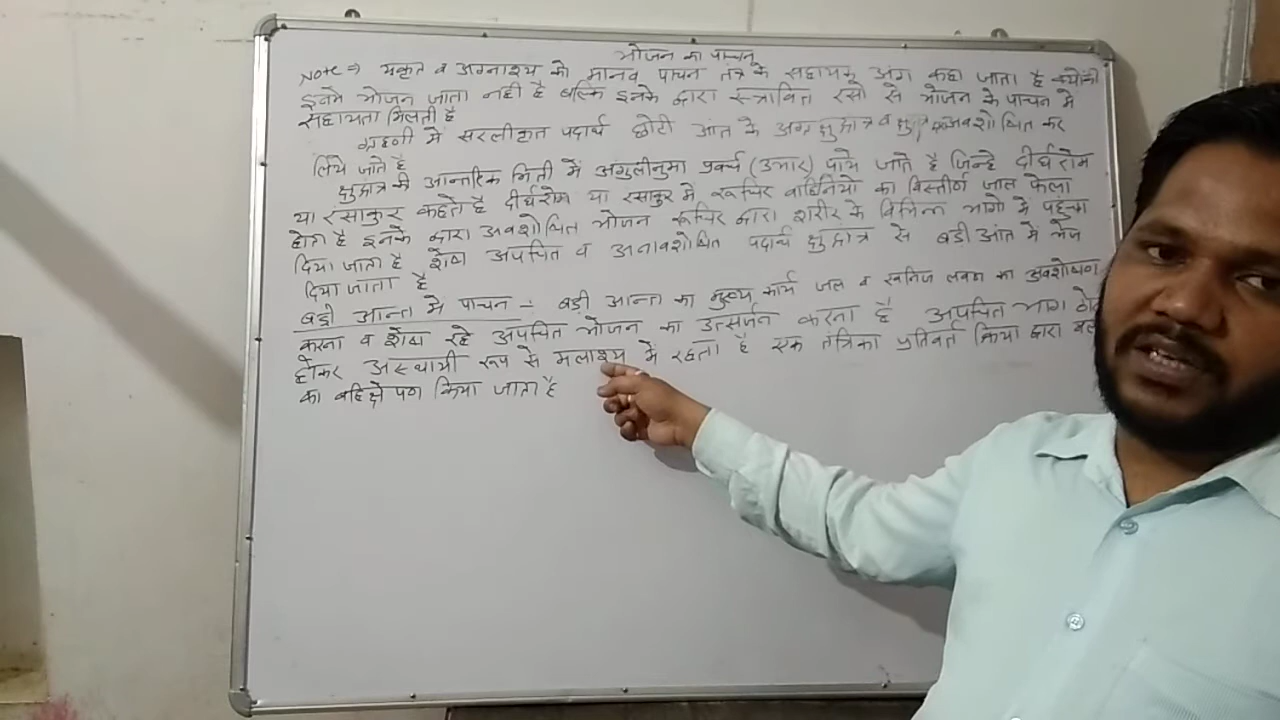 भोजन का पाचन
Note ⇒ यकृत व अग्नाशय को मानव पाचन तंत्र के सहायक अंग कहा जाता है क्योंकी
इनमे भोजन जाता नही है बल्कि इनके द्वारा स्त्रावित रसो से भोजन के पाचन मे
सहायता मिलती है
ग्रहणी मे सरलीकृत पदार्थ छोटी आंत के अग्र क्षुद्रांत्र व क्षुद्रांत्र अवशोषित कर
लिये जाते है
क्षुद्रांत्र की आन्तरिक भित्ती में अंगुलीनुमा प्रवर्ध (उभार) पाये जाते है जिन्हे दीर्घरोम
या रसांकुर कहते है दीर्घरोम या रसांकुर मे रूधिर वाहिनियो का विस्तीर्ण जाल फेला
होता है इनके द्वारा अवशोषित भोजन रूधिर द्वारा शरीर के विभिन्न भागो मे पहुंचा
दिया जाता है शेष अपचित व अनावशोषित पदार्थ क्षुद्रांत्र से बडी आंत में भेज
दिया जाता है
बडी आन्त मे पाचन :- बडी आन्त का मुख्य कार्य जल व खनिज लवण का अवशोषण
करना व शेष रहे अपचित भोजन का उत्सर्जन करना है अपचित भाग ठोस
होकर अस्थायी रूप से मलाशय में रहता है एक तंत्रिका प्रतिवर्त क्रिया द्वारा
का बहिक्षेपण किया जाता है